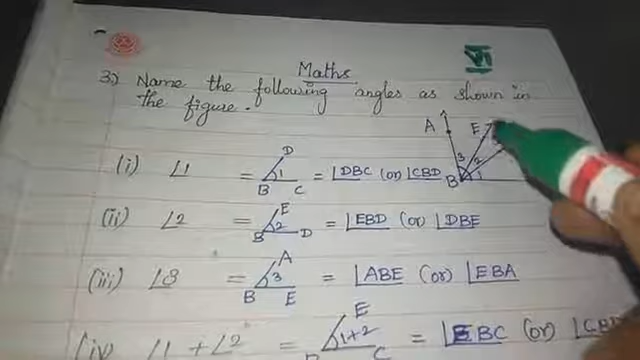 Maths
3) Name the following angles as shown in
the figure.
A E
3 2 1
B
(i) ∠1 = D 1 B C = ∠DBC (or) ∠CBD
(ii) ∠2 = E 2 B D = ∠EBD (or) ∠DBE
(iii) ∠3 = A 3 B E = ∠ABE (or) ∠EBA
(iv) ∠1 + ∠2 = E 1+2 C = ∠EBC (or)